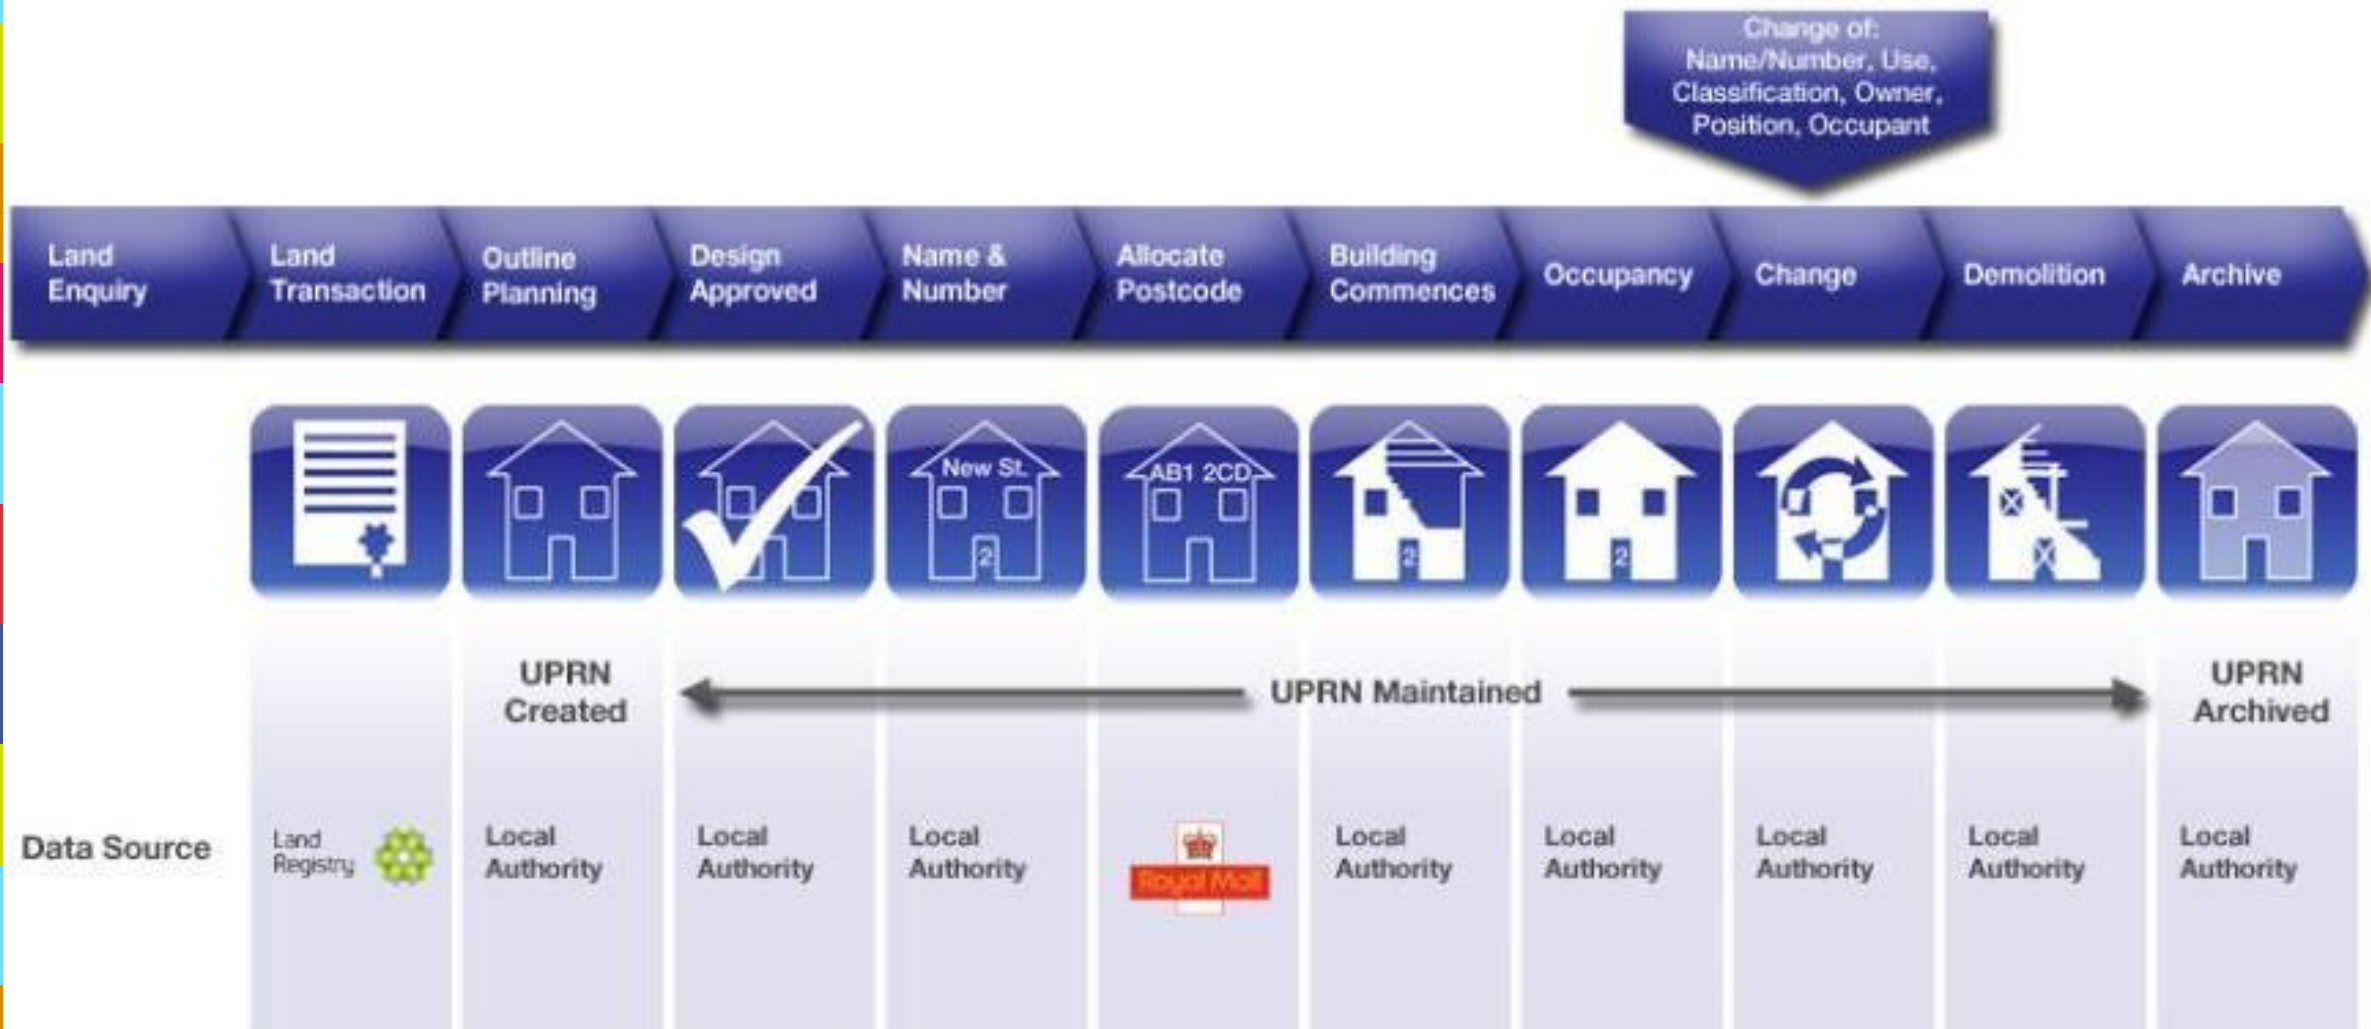 Change of:
Name/Number, Use,
Classification, Owner,
Position, Occupant
Land
Enquiry
Land
Transaction
Outline
Planning
Design
Approved
Name &
Number
Allocate
Postcode
Building
Commences
Occupancy
Change
Demolition
Archive
New St.
2
AB1 2CD
2
2
UPRN
Created
UPRN Maintained
UPRN
Archived
Data Source
Land
Registry
Local
Authority
Local
Authority
Local
Authority
Royal Mail
Local
Authority
Local
Authority
Local
Authority
Local
Authority
Local
Authority